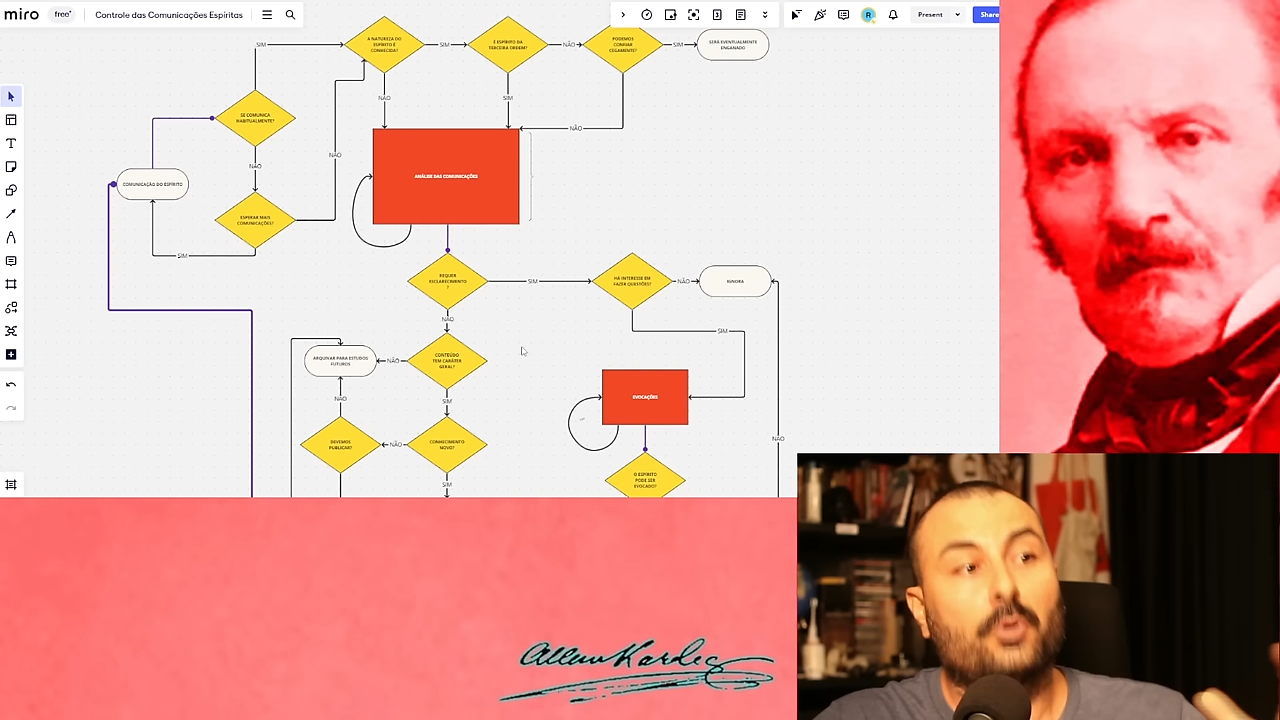 miro free Controle das Comunicações Espíritas
Present
Share
SIM
A NATUREZA DO
ESPÍRITO É
CONHECIDA?
SIM
É ESPÍRITO DA
TERCEIRA ORDEM?
NÃO
PODEMOS
CONFIAR
CEGAMENTE?
SIM
SERÁ EVENTUALMENTE
ENGANADO
NÃO
SIM
NÃO
SE COMUNICA
HABITUALMENTE?
NÃO
NÃO
COMUNICAÇÃO DO ESPÍRITO
ESPERAR MAIS
COMUNICAÇÕES?
SIM
ANÁLISE DAS COMUNICAÇÕES
REQUER
ESCLARECIMENTO
?
SIM
HÁ INTERESSE EM
FAZER QUESTÕES?
NÃO
IGNORA
NÃO
SIM
ARQUIVAR PARA ESTUDOS
FUTUROS
NÃO
CONTEÚDO
TEM CARÁTER
GERAL?
NÃO
SIM
EVOCAÇÕES
DEVEMOS
PUBLICAR?
NÃO
CONHECIMENTO
NOVO?
NÃO
SIM
O ESPÍRITO
PODE SER
EVOCADO?
Allan Kardec